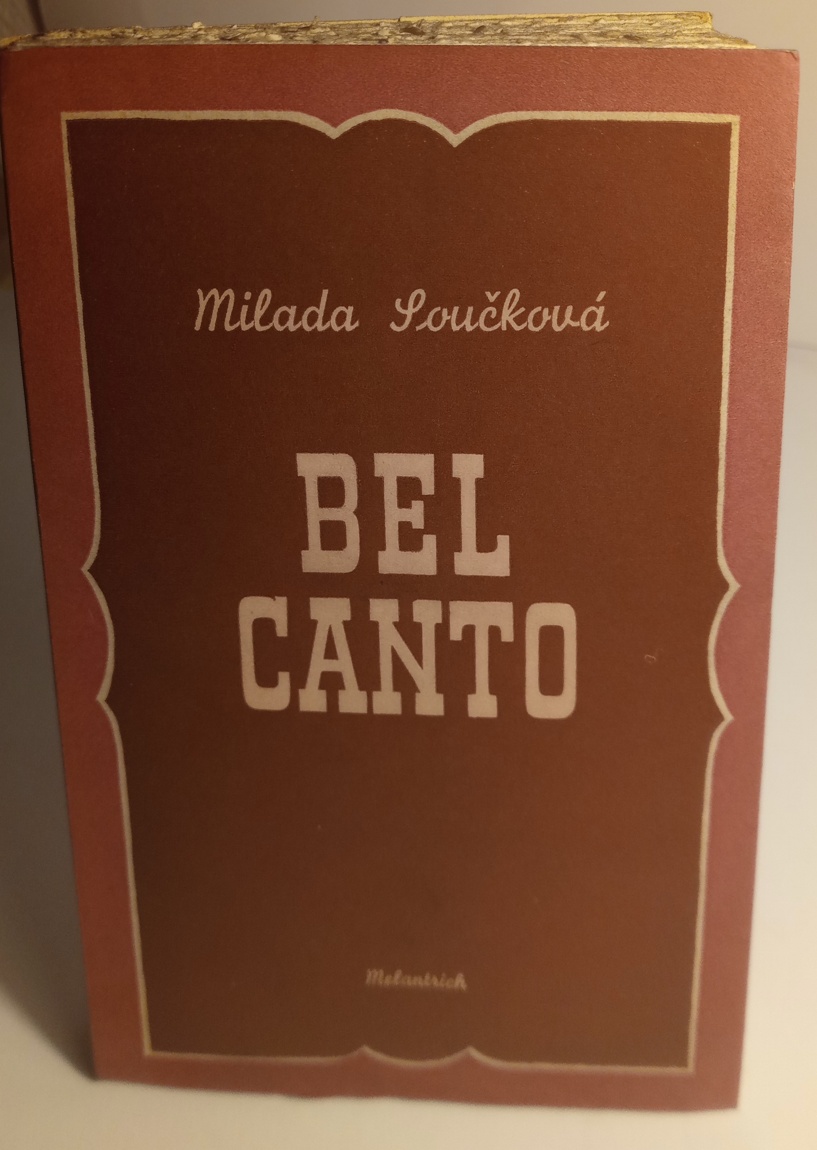 Milada Součková
BEL
CANTO
Melantrich